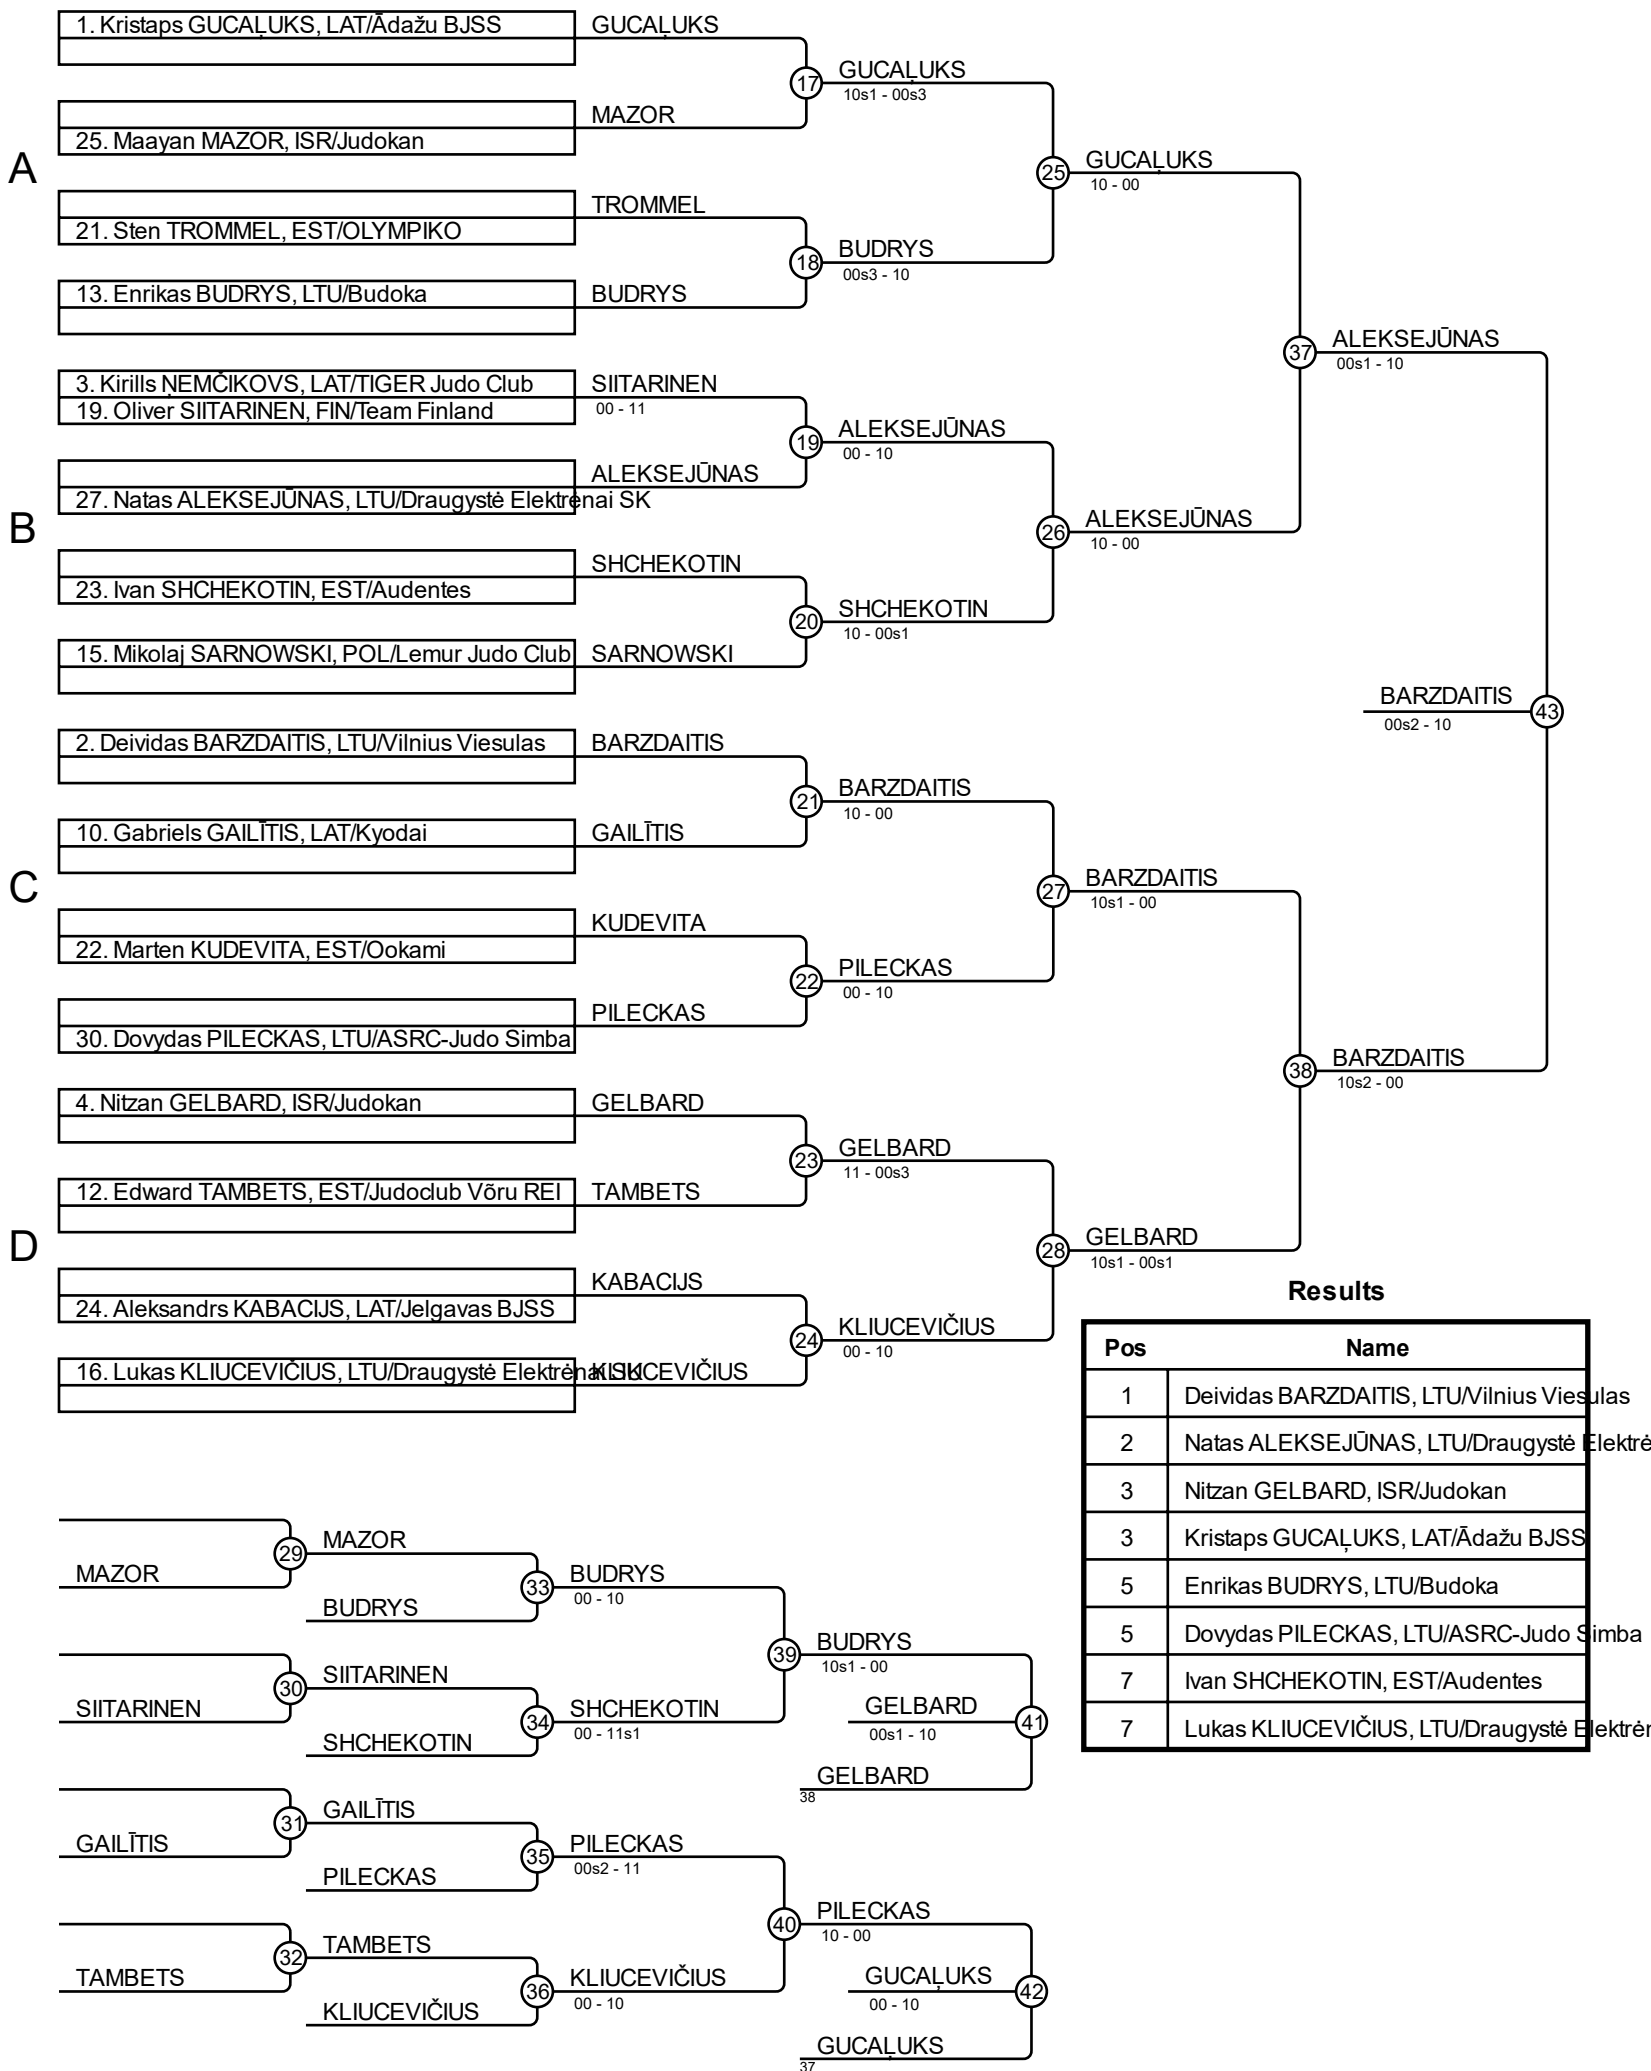 1. Kristaps GUCAĻUKS, LAT/Ādažu BJSS
GUCAĻUKS
17
GUCAĻUKS
10s1 - 00s3
MAZOR
25. Maayan MAZOR, ISR/Judokan
A
25
GUCAĻUKS
10 - 00
TROMMEL
21. Sten TROMMEL, EST/OLYMPIKO
18
BUDRYS
00s3 - 10
13. Enrikas BUDRYS, LTU/Budoka
BUDRYS
37
ALEKSEJŪNAS
00s1 - 10
3. Kirills ŅEMČIKOVS, LAT/TIGER Judo Club
SIITARINEN
19. Oliver SIITARINEN, FIN/Team Finland
00 - 11
19
ALEKSEJŪNAS
00 - 10
ALEKSEJŪNAS
27. Natas ALEKSEJŪNAS, LTU/Draugystė Elektrėnai SK
B
26
ALEKSEJŪNAS
10 - 00
SHCHEKOTIN
23. Ivan SHCHEKOTIN, EST/Audentes
20
SHCHEKOTIN
10 - 00s1
15. Mikolaj SARNOWSKI, POL/Lemur Judo Club
SARNOWSKI
BARZDAITIS
43
00s2 - 10
2. Deividas BARZDAITIS, LTU/Vilnius Viesulas
BARZDAITIS
21
BARZDAITIS
10 - 00
10. Gabriels GAILĪTIS, LAT/Kyodai
GAILĪTIS
C
27
BARZDAITIS
10s1 - 00
KUDEVITA
22. Marten KUDEVITA, EST/Ookami
22
PILECKAS
00 - 10
PILECKAS
30. Dovydas PILECKAS, LTU/ASRC-Judo Simba
38
BARZDAITIS
10s2 - 00
4. Nitzan GELBARD, ISR/Judokan
GELBARD
23
GELBARD
11 - 00s3
12. Edward TAMBETS, EST/Judoclub Võru REI
TAMBETS
D
28
GELBARD
10s1 - 00s1
KABACIJS
24. Aleksandrs KABACIJS, LAT/Jelgavas BJSS
24
KLIUCEVIČIUS
00 - 10
16. Lukas KLIUCEVIČIUS, LTU/Draugystė Elektrėnai SK
KLIUCEVIČIUS
Results
Pos Name
1 Deividas BARZDAITIS, LTU/Vilnius Viesulas
2 Natas ALEKSEJŪNAS, LTU/Draugystė Elektrė
3 Nitzan GELBARD, ISR/Judokan
3 Kristaps GUCAĻUKS, LAT/Ādažu BJSS
5 Enrikas BUDRYS, LTU/Budoka
5 Dovydas PILECKAS, LTU/ASRC-Judo Simba
7 Ivan SHCHEKOTIN, EST/Audentes
7 Lukas KLIUCEVIČIUS, LTU/Draugystė Elektrėn
29
MAZOR
MAZOR
33
BUDRYS
00 - 10
BUDRYS
39
BUDRYS
10s1 - 00
30
SIITARINEN
SIITARINEN
34
SHCHEKOTIN
00 - 11s1
SHCHEKOTIN
GELBARD
41
00s1 - 10
GELBARD
38
31
GAILĪTIS
GAILĪTIS
35
PILECKAS
00s2 - 11
PILECKAS
40
PILECKAS
10 - 00
32
TAMBETS
TAMBETS
36
KLIUCEVIČIUS
00 - 10
KLIUCEVIČIUS
GUCAĻUKS
42
00 - 10
GUCAĻUKS
37